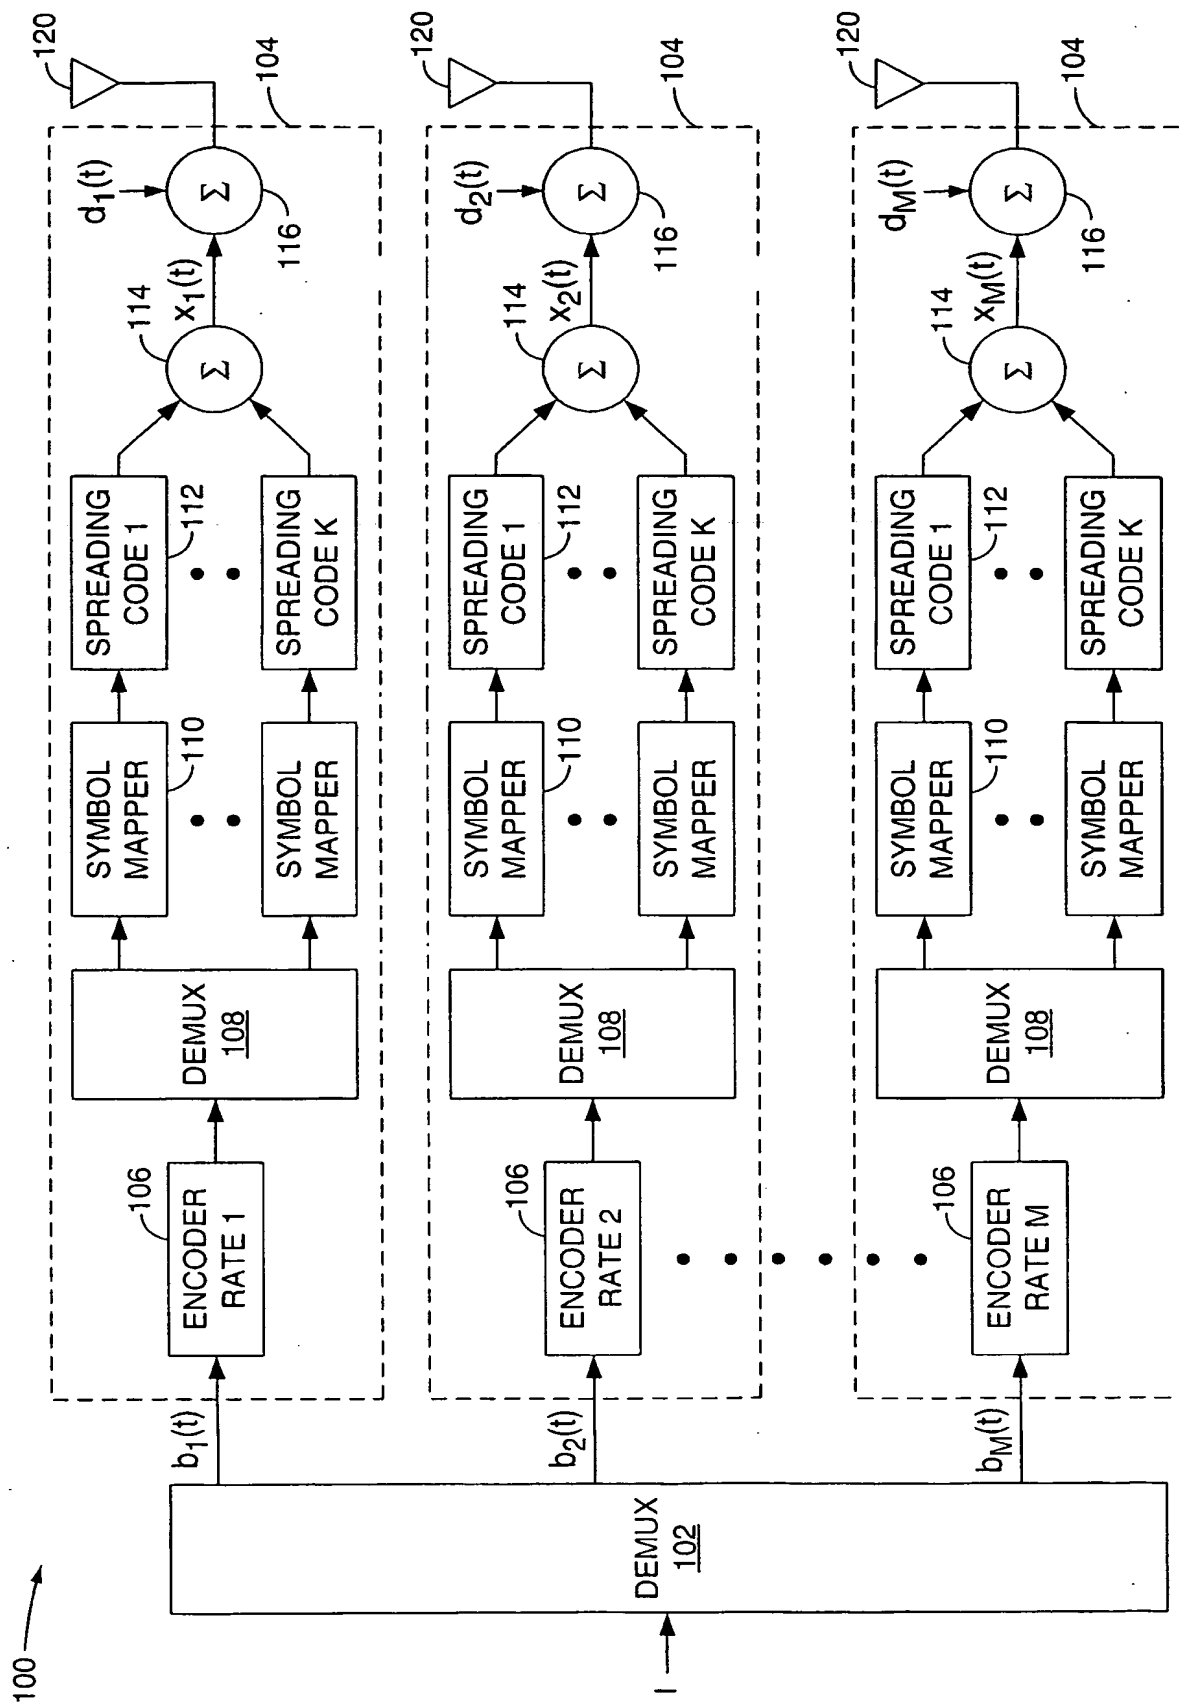 100
I
DEMUX
102
b1(t)
ENCODER
RATE 1
106
DEMUX
108
SYMBOL
MAPPER
110
SYMBOL
MAPPER
SPREADING
CODE 1
112
SPREADING
CODE K
Σ
114
x1(t)
d1(t)
Σ
116
104
120
b2(t)
ENCODER
RATE 2
106
DEMUX
108
SYMBOL
MAPPER
110
SYMBOL
MAPPER
SPREADING
CODE 1
112
SPREADING
CODE K
Σ
114
x2(t)
d2(t)
Σ
116
104
120
bM(t)
ENCODER
RATE M
106
DEMUX
108
SYMBOL
MAPPER
110
SYMBOL
MAPPER
SPREADING
CODE 1
112
SPREADING
CODE K
Σ
114
xM(t)
dM(t)
Σ
116
104
120